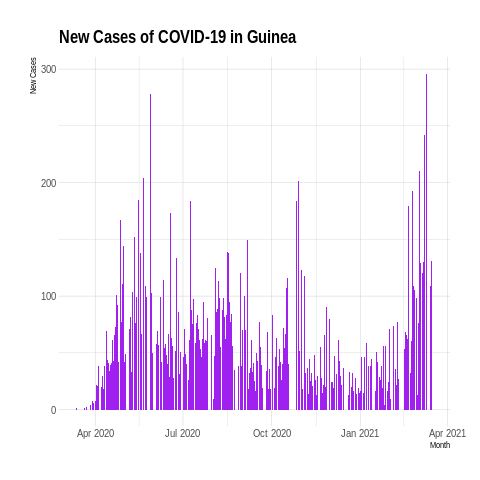 New Cases of COVID-19 in Guinea
New Cases
300
200
100
0
Apr 2020 Jul 2020 Oct 2020 Jan 2021 Apr 2021
Month